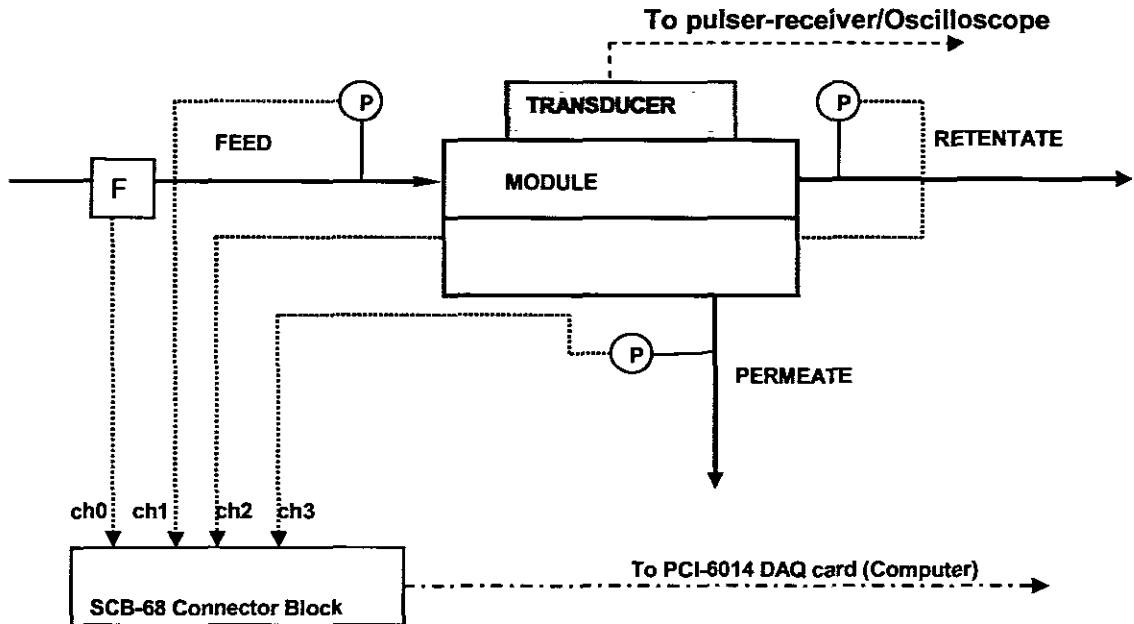 To pulser-receiver/Oscilloscope
P
TRANSDUCER
P
FEED
RETENTATE
F
MODULE
P
PERMEATE
ch0 ch1 ch2 ch3
To PCI-6014 DAQ card (Computer)
SCB-68 Connector Block